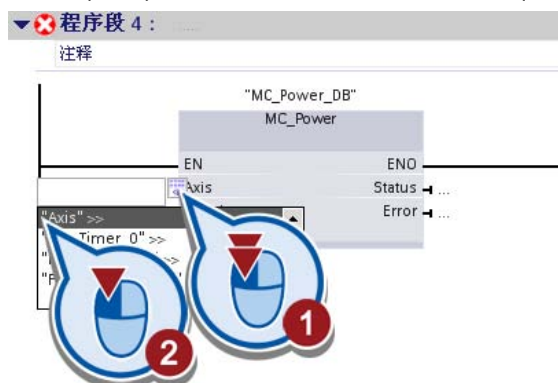 程序段 4：
注释
"MC_Power_DB"
MC_Power
EN
ENO
Axis
Status
...
Error
...
"Axis" >>
Timer_0" >>
1
2